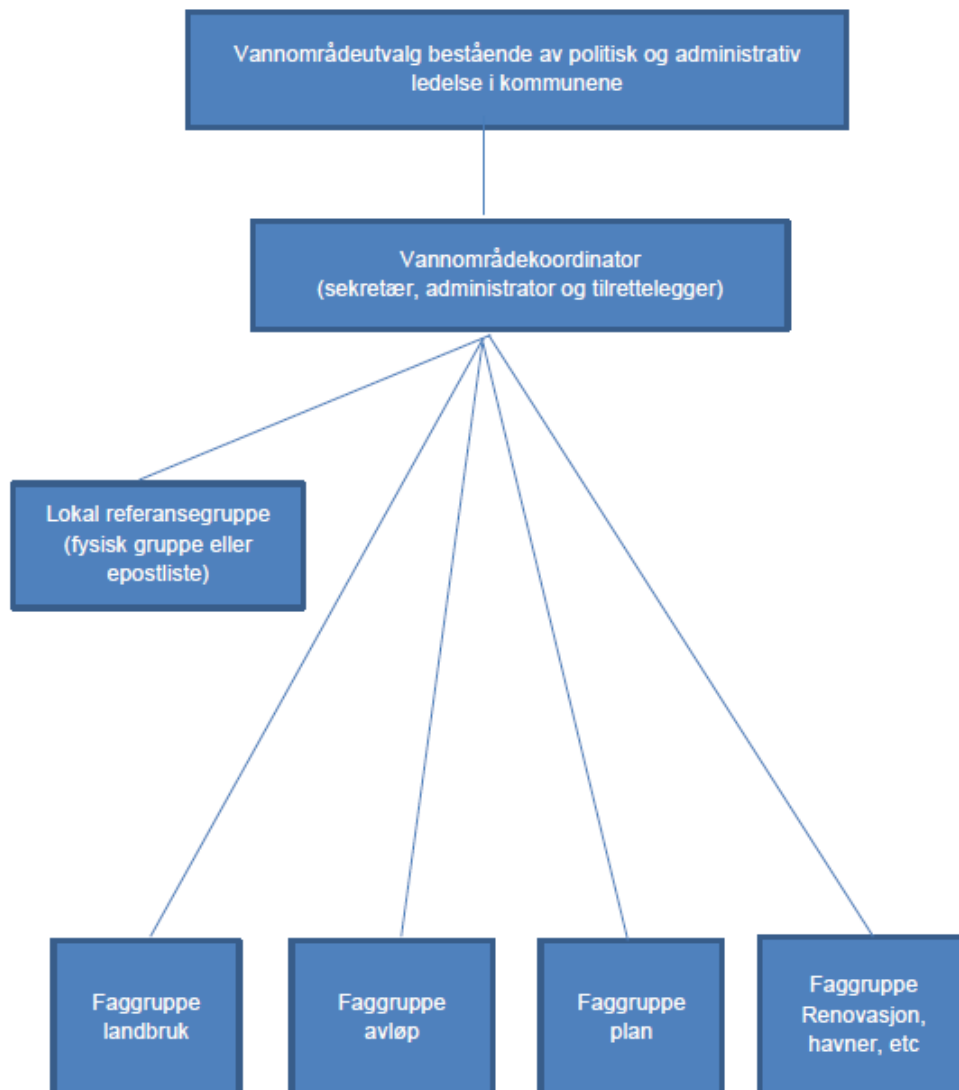 Vannområdeutvalg bestående av politisk og administrativ
ledelse i kommunene
Vannområdekoordinator
(sekretær, administrator og tilrettelegger)
Lokal referansegruppe
(fysisk gruppe eller
epostliste)
Faggruppe
landbruk
Faggruppe
avløp
Faggruppe
plan
Faggruppe
Renovasjon,
havner, etc